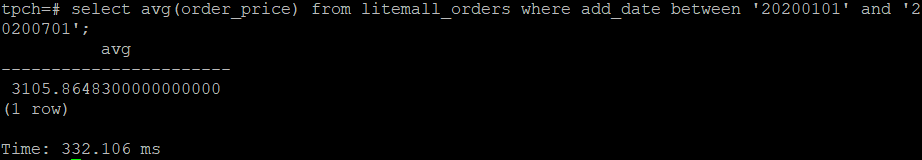 tpch=# select avg(order_price) from litemall_orders where add_date between '20200101' and '2
0200701';
          avg
-----------------------
 3105.8648300000000000
(1 row)
Time: 332.106 ms